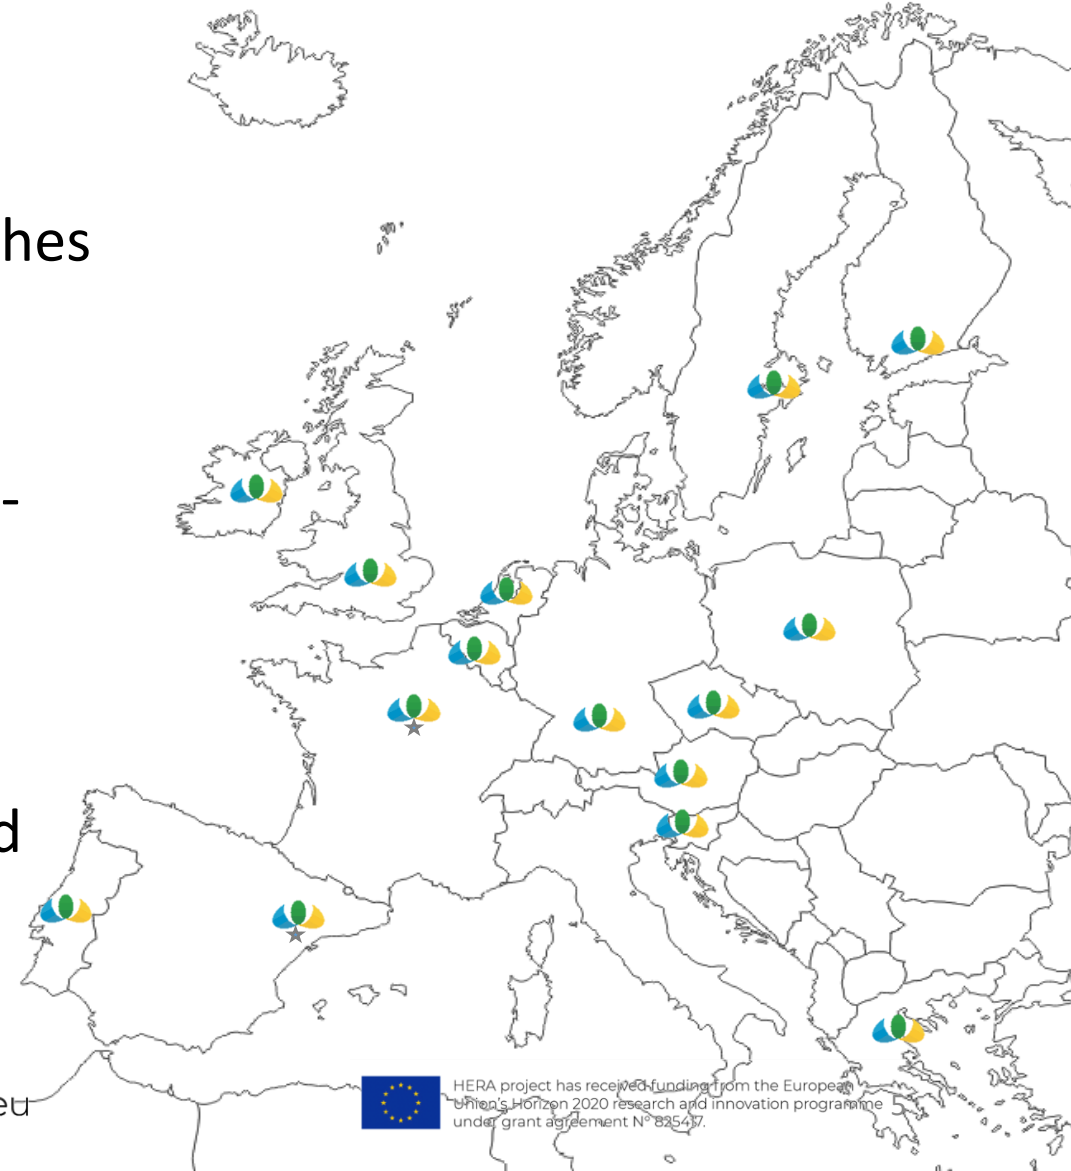 hes
-
d
eu
HERA project has received funding from the European
Union's Horizon 2020 research and innovation programme
under grant agreement N° 825417.